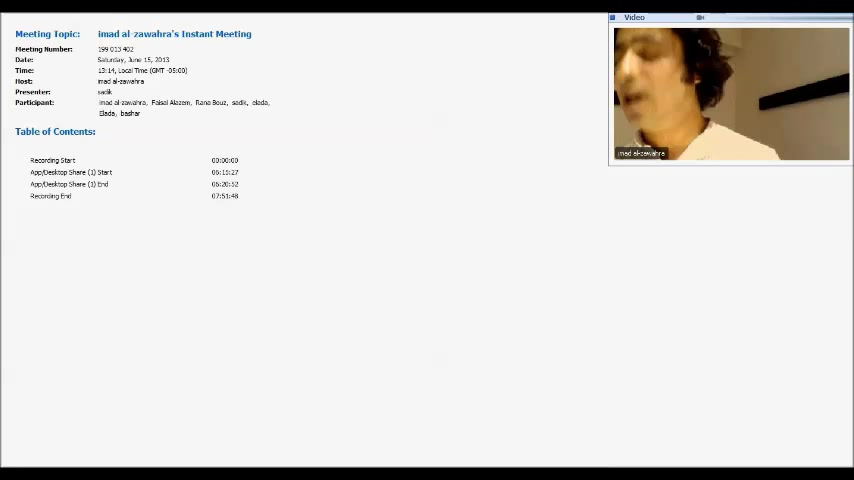 Video
Meeting Topic: imad al-zawahra's Instant Meeting
Meeting Number: 199 013 402
Date: Saturday, June 15, 2013
Time: 13:14, Local Time (GMT -05:00)
Host: imad al-zawahra
Presenter: sadik
Participant: imad al-zawahra, Faisal Alazem, Rana Bouz, sadik, elada,
Elada, bashar
Table of Contents:
Recording Start 00:00:00
App/Desktop Share (1) Start 06:15:27
App/Desktop Share (1) End 06:20:52
Recording End 07:51:48
imad al-zawahra